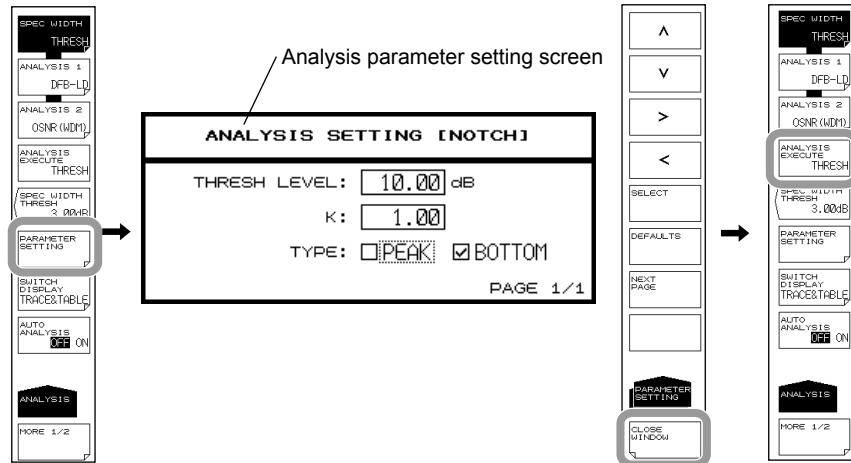 SPEC WIDTH
THRESH
ANALYSIS 1
DFB-LD
ANALYSIS 2
OSNR(WDM)
ANALYSIS
EXECUTE
THRESH
SPEC WIDTH
THRESH
3.00dB
PARAMETER
SETTING
SWITCH
DISPLAY
TRACE&TABLE
AUTO
ANALYSIS
OFF ON
ANALYSIS
MORE 1/2
Analysis parameter setting screen
ANALYSIS SETTING [NOTCH]
THRESH LEVEL: 10.00 dB
K: 1.00
TYPE: PEAK BOTTOM
PAGE 1/1
SELECT
DEFAULTS
NEXT
PAGE
PARAMETER
SETTING
CLOSE
WINDOW
SPEC WIDTH
THRESH
ANALYSIS 1
DFB-LD
ANALYSIS 2
OSNR(WDM)
ANALYSIS
EXECUTE
THRESH
SPEC WIDTH
THRESH
3.00dB
PARAMETER
SETTING
SWITCH
DISPLAY
TRACE&TABLE
AUTO
ANALYSIS
OFF ON
ANALYSIS
MORE 1/2